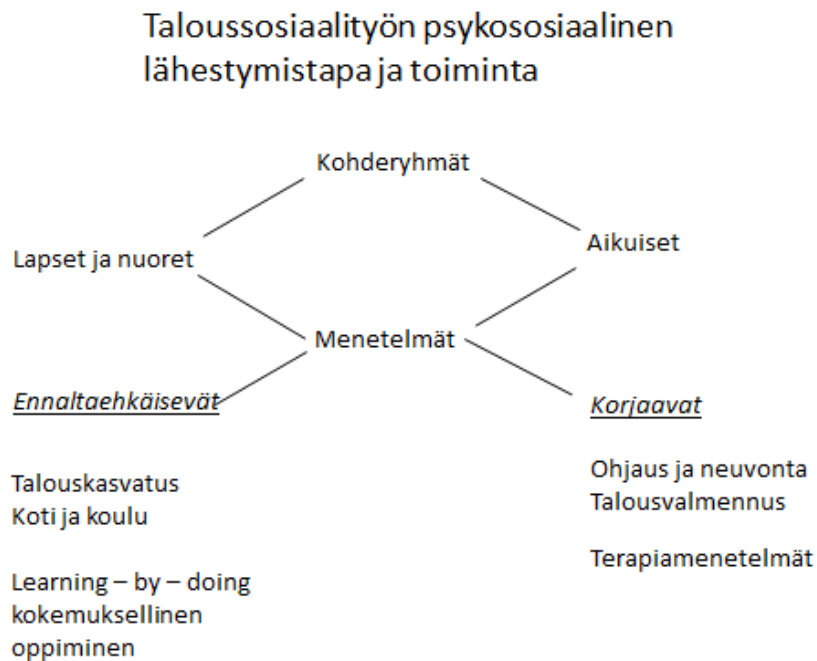 Taloussosiaalityön psykososiaalinen
lähestymistapa ja toiminta
Kohderyhmät
Lapset ja nuoret
Aikuiset
Menetelmät
Ennaltaehkäisevät
Korjaavat
Talouskasvatus
Koti ja koulu
Learning – by – doing
kokemuksellinen
oppiminen
Ohjaus ja neuvonta
Talousvalmennus
Terapiamenetelmät